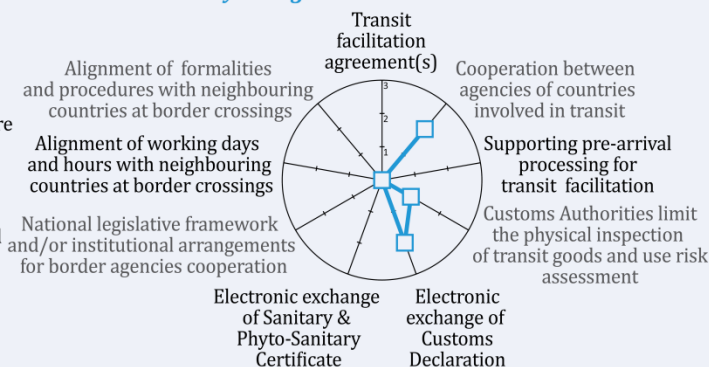 Transit
facilitation
agreement(s)
Alignment of formalities
and procedures with neighbouring
countries at border crossings
Cooperation between
agencies of countries
involved in transit
3
2
1
re
Alignment of working days
and hours with neighbouring
countries at border crossings
Supporting pre-arrival
processing for
transit facilitation
National legislative framework
and/or institutional arrangements
for border agencies cooperation
Customs Authorities limit
the physical inspection
of transit goods and use risk
assessment
Electronic exchange
of Sanitary &
Phyto-Sanitary
Certificate
Electronic
exchange of
Customs
Declaration